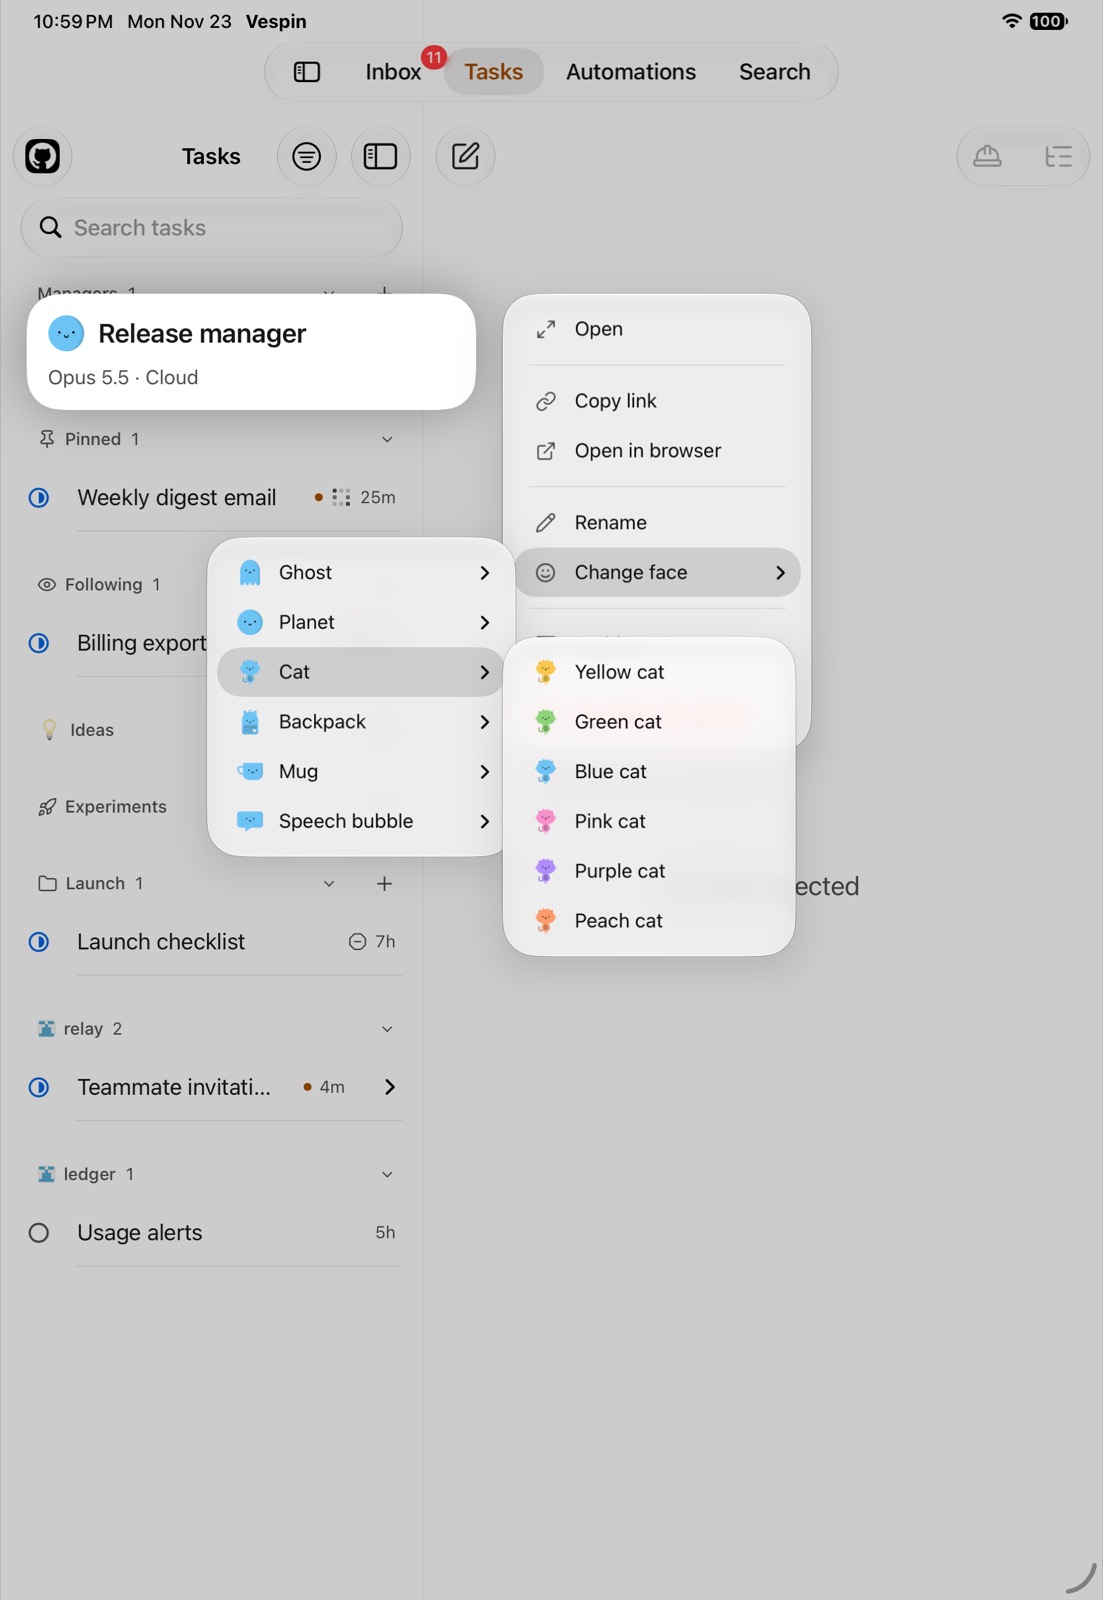 10:59 PM Mon Nov 23 Vespin
100
Inbox 11 Tasks Automations Search
Tasks
Search tasks
Managers 1
Release manager
Opus 5.5 · Cloud
Pinned 1
Weekly digest email 25m
Following 1
Billing export
Ideas
Experiments
Launch 1
Launch checklist 7h
relay 2
Teammate invitati... 4m
ledger 1
Usage alerts 5h
Open
Copy link
Open in browser
Rename
Change face
Ghost
Planet
Cat
Backpack
Mug
Speech bubble
Yellow cat
Green cat
Blue cat
Pink cat
Purple cat
Peach cat
ected